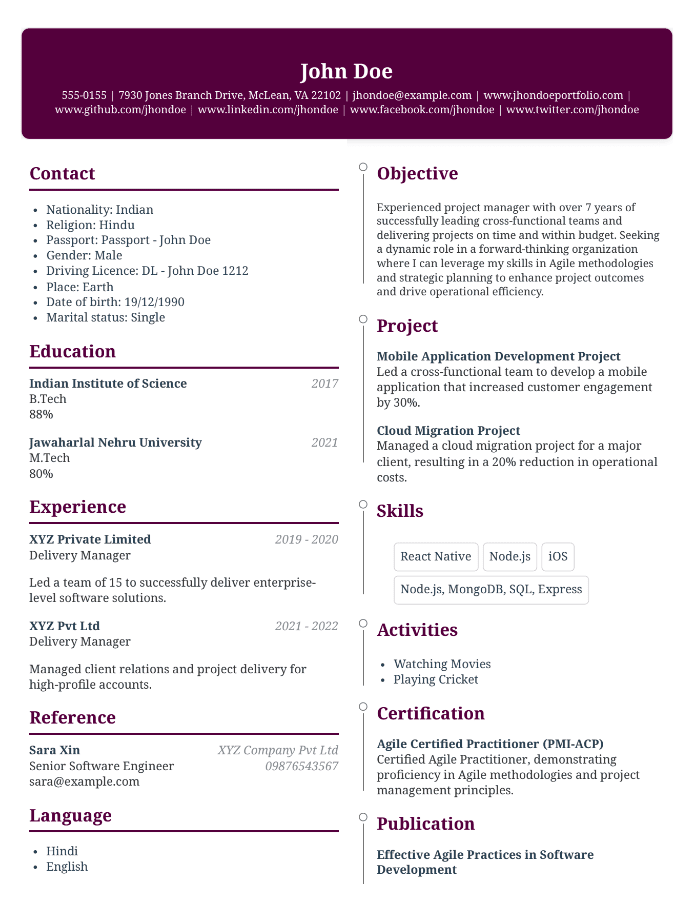 John Doe
555-0155 | 7930 Jones Branch Drive, McLean, VA 22102 | jhondoe@example.com | www.jhondoeportfolio.com |
www.github.com/jhondoe | www.linkedin.com/jhondoe | www.facebook.com/jhondoe | www.twitter.com/jhondoe
Contact
• Nationality: Indian
• Religion: Hindu
• Passport: Passport - John Doe
• Gender: Male
• Driving Licence: DL - John Doe 1212
• Place: Earth
• Date of birth: 19/12/1990
• Marital status: Single
Education
Indian Institute of Science 2017
B.Tech
88%
Jawaharlal Nehru University 2021
M.Tech
80%
Experience
XYZ Private Limited 2019 - 2020
Delivery Manager
Led a team of 15 to successfully deliver enterprise-
level software solutions.
XYZ Pvt Ltd 2021 - 2022
Delivery Manager
Managed client relations and project delivery for
high-profile accounts.
Reference
Sara Xin XYZ Company Pvt Ltd
Senior Software Engineer 09876543567
sara@example.com
Language
• Hindi
• English
Objective
Experienced project manager with over 7 years of
successfully leading cross-functional teams and
delivering projects on time and within budget. Seeking
a dynamic role in a forward-thinking organization
where I can leverage my skills in Agile methodologies
and strategic planning to enhance project outcomes
and drive operational efficiency.
Project
Mobile Application Development Project
Led a cross-functional team to develop a mobile
application that increased customer engagement
by 30%.
Cloud Migration Project
Managed a cloud migration project for a major
client, resulting in a 20% reduction in operational
costs.
Skills
React Native Node.js iOS
Node.js, MongoDB, SQL, Express
Activities
• Watching Movies
• Playing Cricket
Certification
Agile Certified Practitioner (PMI-ACP)
Certified Agile Practitioner, demonstrating
proficiency in Agile methodologies and project
management principles.
Publication
Effective Agile Practices in Software
Development